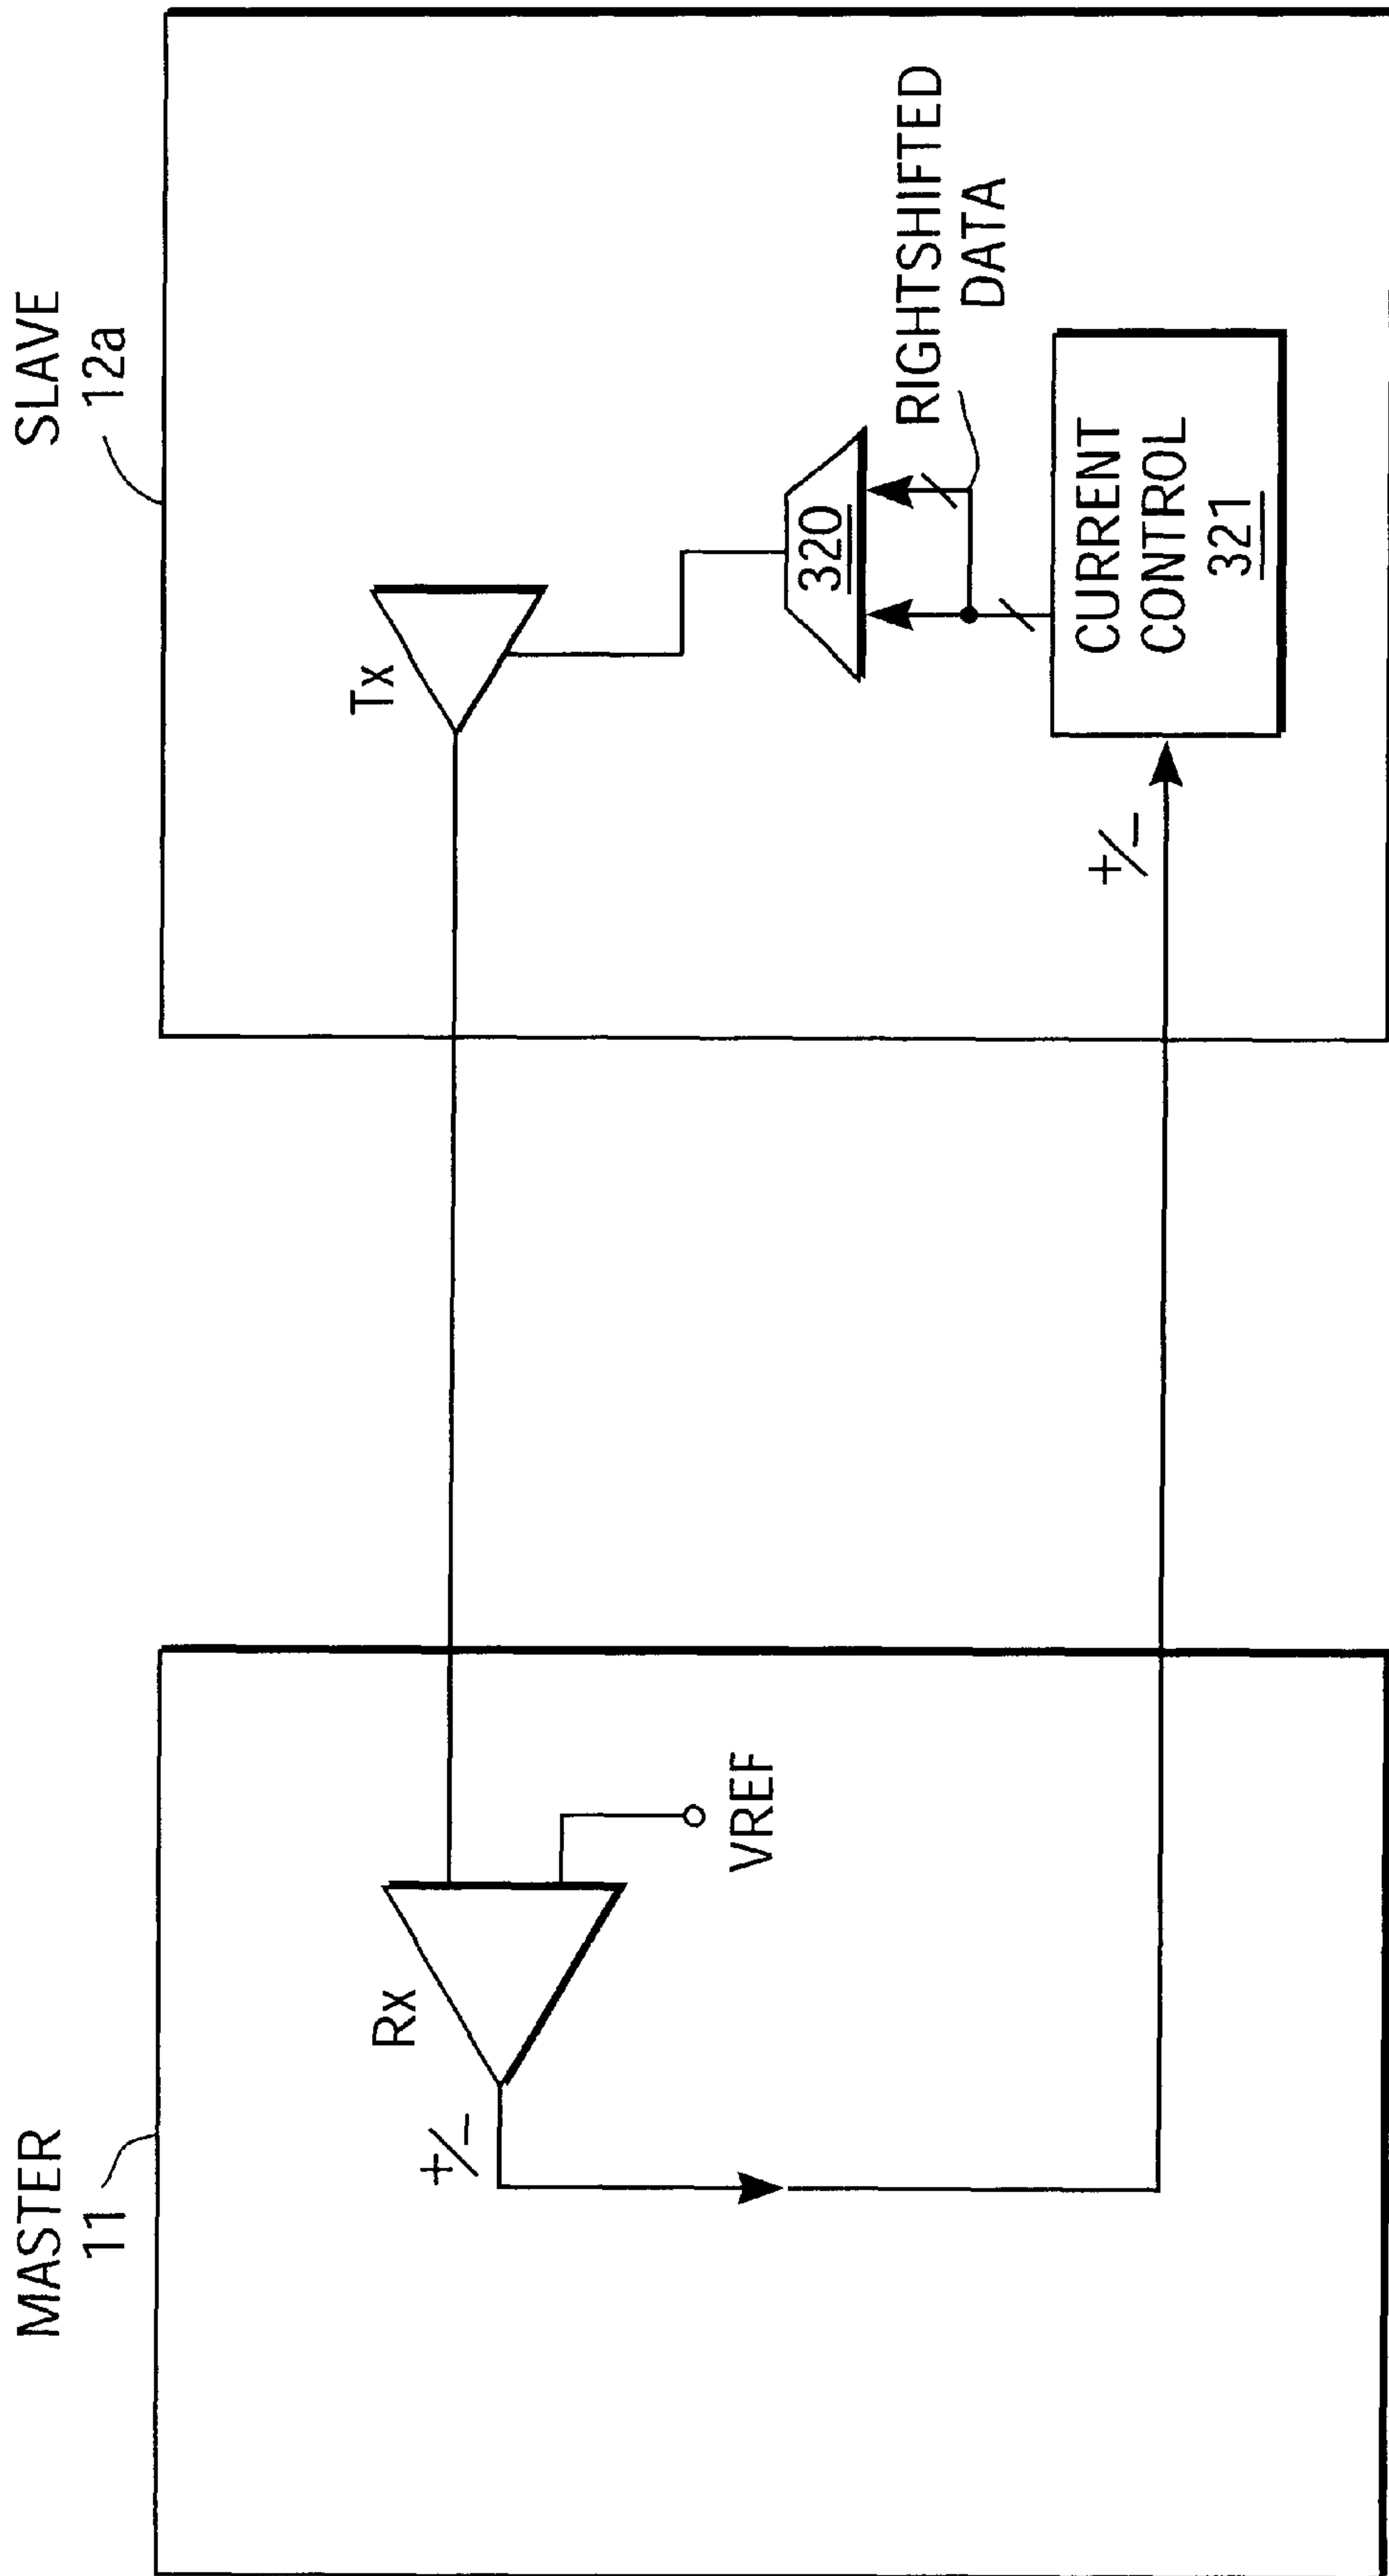 MASTER
11
SLAVE
12a
Rx
+/-
VREF
Tx
320
RIGHTSHIFTED
DATA
+/-
CURRENT
CONTROL
321